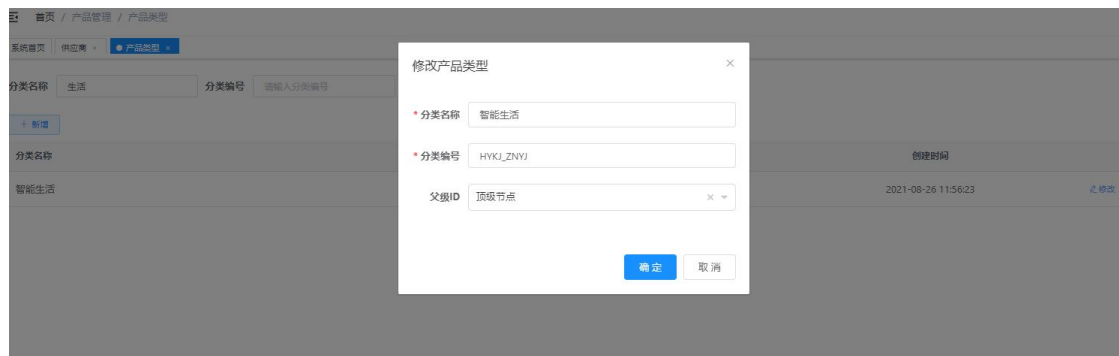 首页 / 产品管理 / 产品类型
系统首页 供应商 × 产品类型 ×
分类名称 生活 分类编号 请输入分类编号
+ 新增
分类名称 创建时间
智能生活 2021-08-26 11:56:23 修改
修改产品类型 ×
* 分类名称 智能生活
* 分类编号 HYKJ_ZNYJ
父级ID 顶级节点 ×
确定 取消